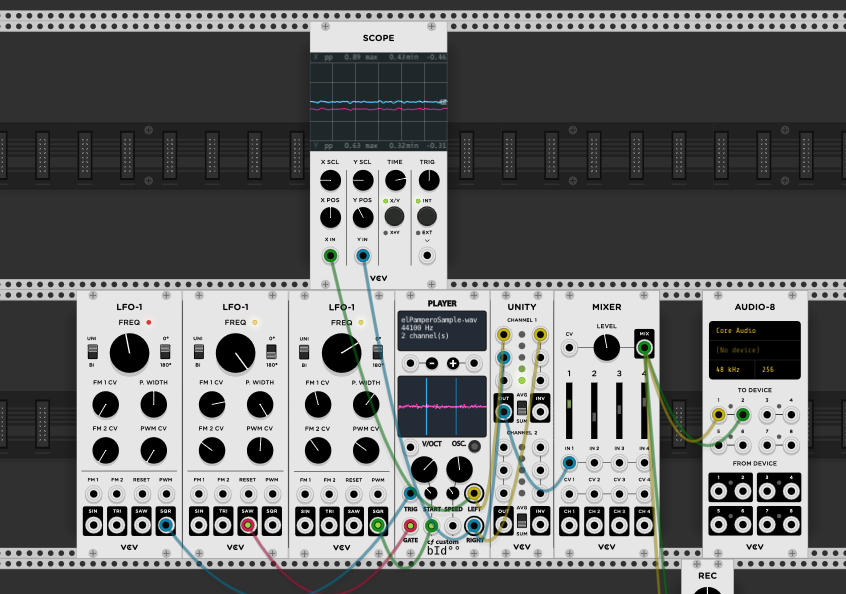 SCOPE
X pp 0.89 max 0.43min -0.46
Y pp 0.63 max 0.32min -0.31
X SCL Y SCL TIME TRIG
X POS Y POS X/Y INT
X×Y EXT
X IN Y IN
VCV
LFO-1
FREQ
UNI 0°
BI 180°
FM 1 CV P. WIDTH
FM 2 CV PWM CV
FM 1 FM 2 RESET PWM
SIN TRI SAW SQR
VCV
LFO-1
FREQ
UNI 0°
BI 180°
FM 1 CV P. WIDTH
FM 2 CV PWM CV
FM 1 FM 2 RESET PWM
SIN TRI SAW SQR
VCV
LFO-1
FREQ
UNI 0°
BI 180°
FM 1 CV P. WIDTH
FM 2 CV PWM CV
FM 1 FM 2 RESET PWM
SIN TRI SAW SQR
VCV
PLAYER
elPamperoSample-wav
44100 Hz
2 channel(s)
V/OCT OSC.
TRIG START SPEED LEFT
GATE RIGHT
cf custom
bId°°
UNITY
CHANNEL 1
OUT AVG INV
SUM
CHANNEL 2
OUT AVG INV
SUM
VCV
MIXER
LEVEL
CV MIX
1 2 3 4
IN 1 IN 2 IN 3 IN 4
CV 1 CV 2 CV 3 CV 4
CH 1 CH 2 CH 3 CH 4
VCV
AUDIO-8
Core Audio
(No device)
48 kHz 256
TO DEVICE
1 2 3 4
5 6 7 8
FROM DEVICE
1 2 3 4
5 6 7 8
VCV
REC